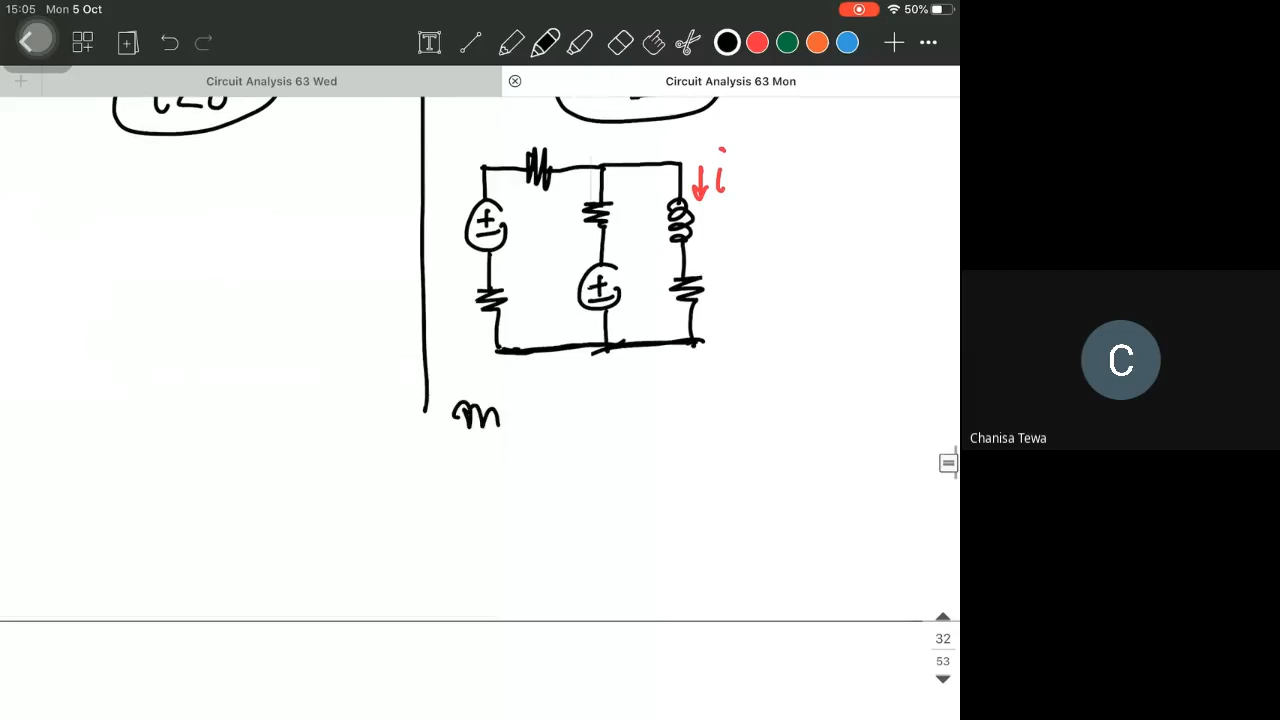 15:05 Mon 5 Oct
50%
T
Circuit Analysis 63 Wed
Circuit Analysis 63 Mon
i
+
+
m
32
53
C
Chanisa Tewa